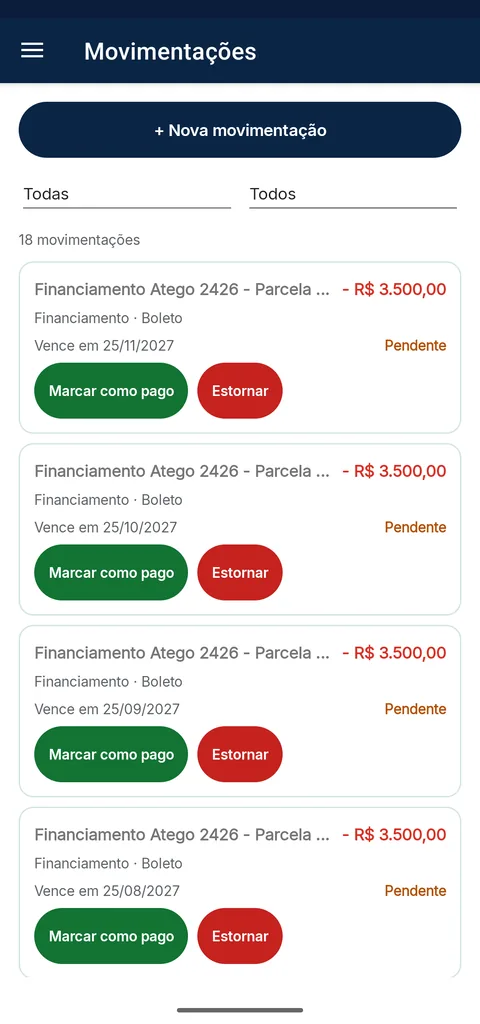 Movimentações
+ Nova movimentação
Todas Todos
18 movimentações
Financiamento Atego 2426 - Parcela ... - R$ 3.500,00
Financiamento · Boleto
Vence em 25/11/2027 Pendente
Marcar como pago Estornar
Financiamento Atego 2426 - Parcela ... - R$ 3.500,00
Financiamento · Boleto
Vence em 25/10/2027 Pendente
Marcar como pago Estornar
Financiamento Atego 2426 - Parcela ... - R$ 3.500,00
Financiamento · Boleto
Vence em 25/09/2027 Pendente
Marcar como pago Estornar
Financiamento Atego 2426 - Parcela ... - R$ 3.500,00
Financiamento · Boleto
Vence em 25/08/2027 Pendente
Marcar como pago Estornar